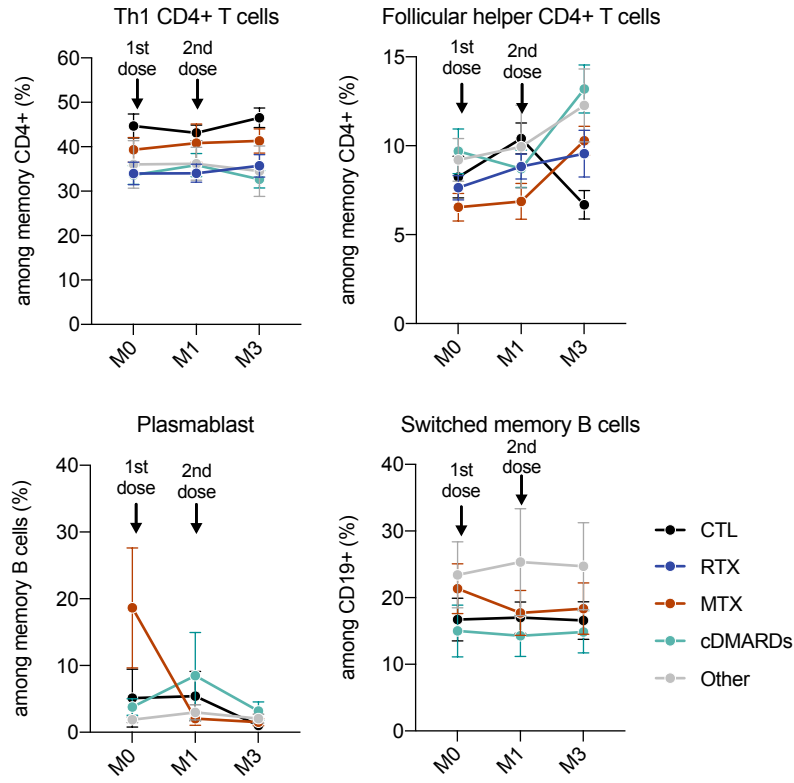 Th1 CD4+ T cells
among memory CD4+ (%)
60
50
40
30
20
10
0
1st
dose
2nd
dose
M0
M1
M3
Follicular helper CD4+ T cells
among memory CD4+ (%)
15
10
5
0
1st
dose
2nd
dose
M0
M1
M3
Plasmablast
among memory B cells (%)
40
30
20
10
0
1st
dose
2nd
dose
M0
M1
M3
Switched memory B cells
among CD19+ (%)
40
30
20
10
0
1st
dose
2nd
dose
M0
M1
M3
CTL
RTX
MTX
cDMARDs
Other